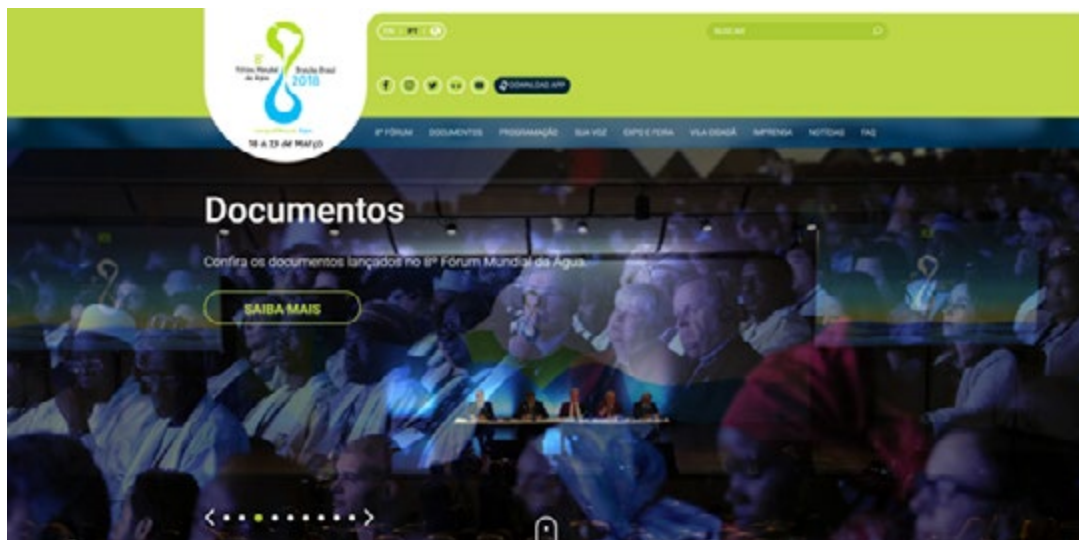 EN | PT
BUSCAR
8º
Fórum Mundial da Água
Brasília-Brasil
2018
18 A 23 de MARÇO
DOWNLOAD APP
8º FÓRUM DOCUMENTOS PROGRAMAÇÃO SUA VOZ EXPO E FEIRA VILA CIDADÃ IMPRENSA NOTÍCIAS FAQ
Documentos
Confira os documentos lançados no 8º Fórum Mundial da Água.
SAIBA MAIS